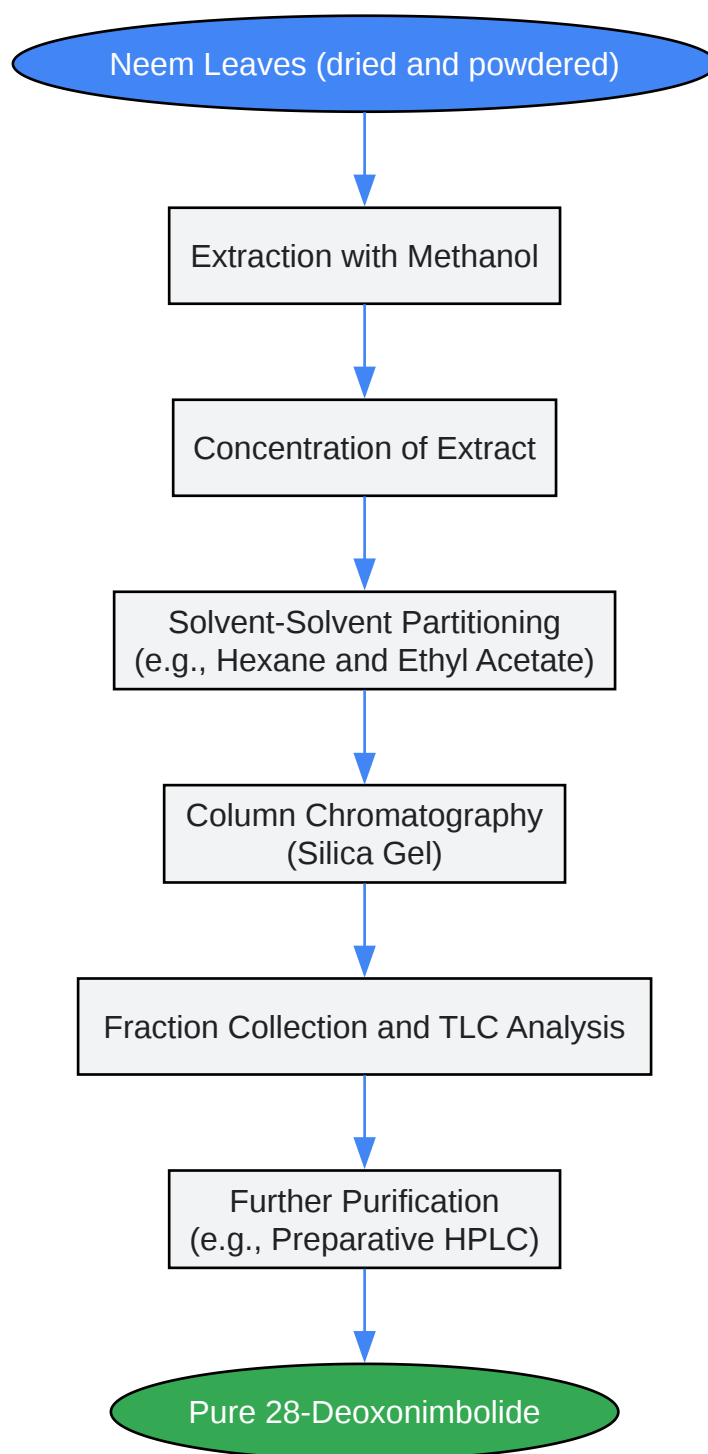 Neem Leaves (dried and powdered)
Extraction with Methanol
Concentration of Extract
Solvent-Solvent Partitioning
(e.g., Hexane and Ethyl Acetate)
Column Chromatography
(Silica Gel)
Fraction Collection and TLC Analysis
Further Purification
(e.g., Preparative HPLC)
Pure 28-Deoxonimbolide